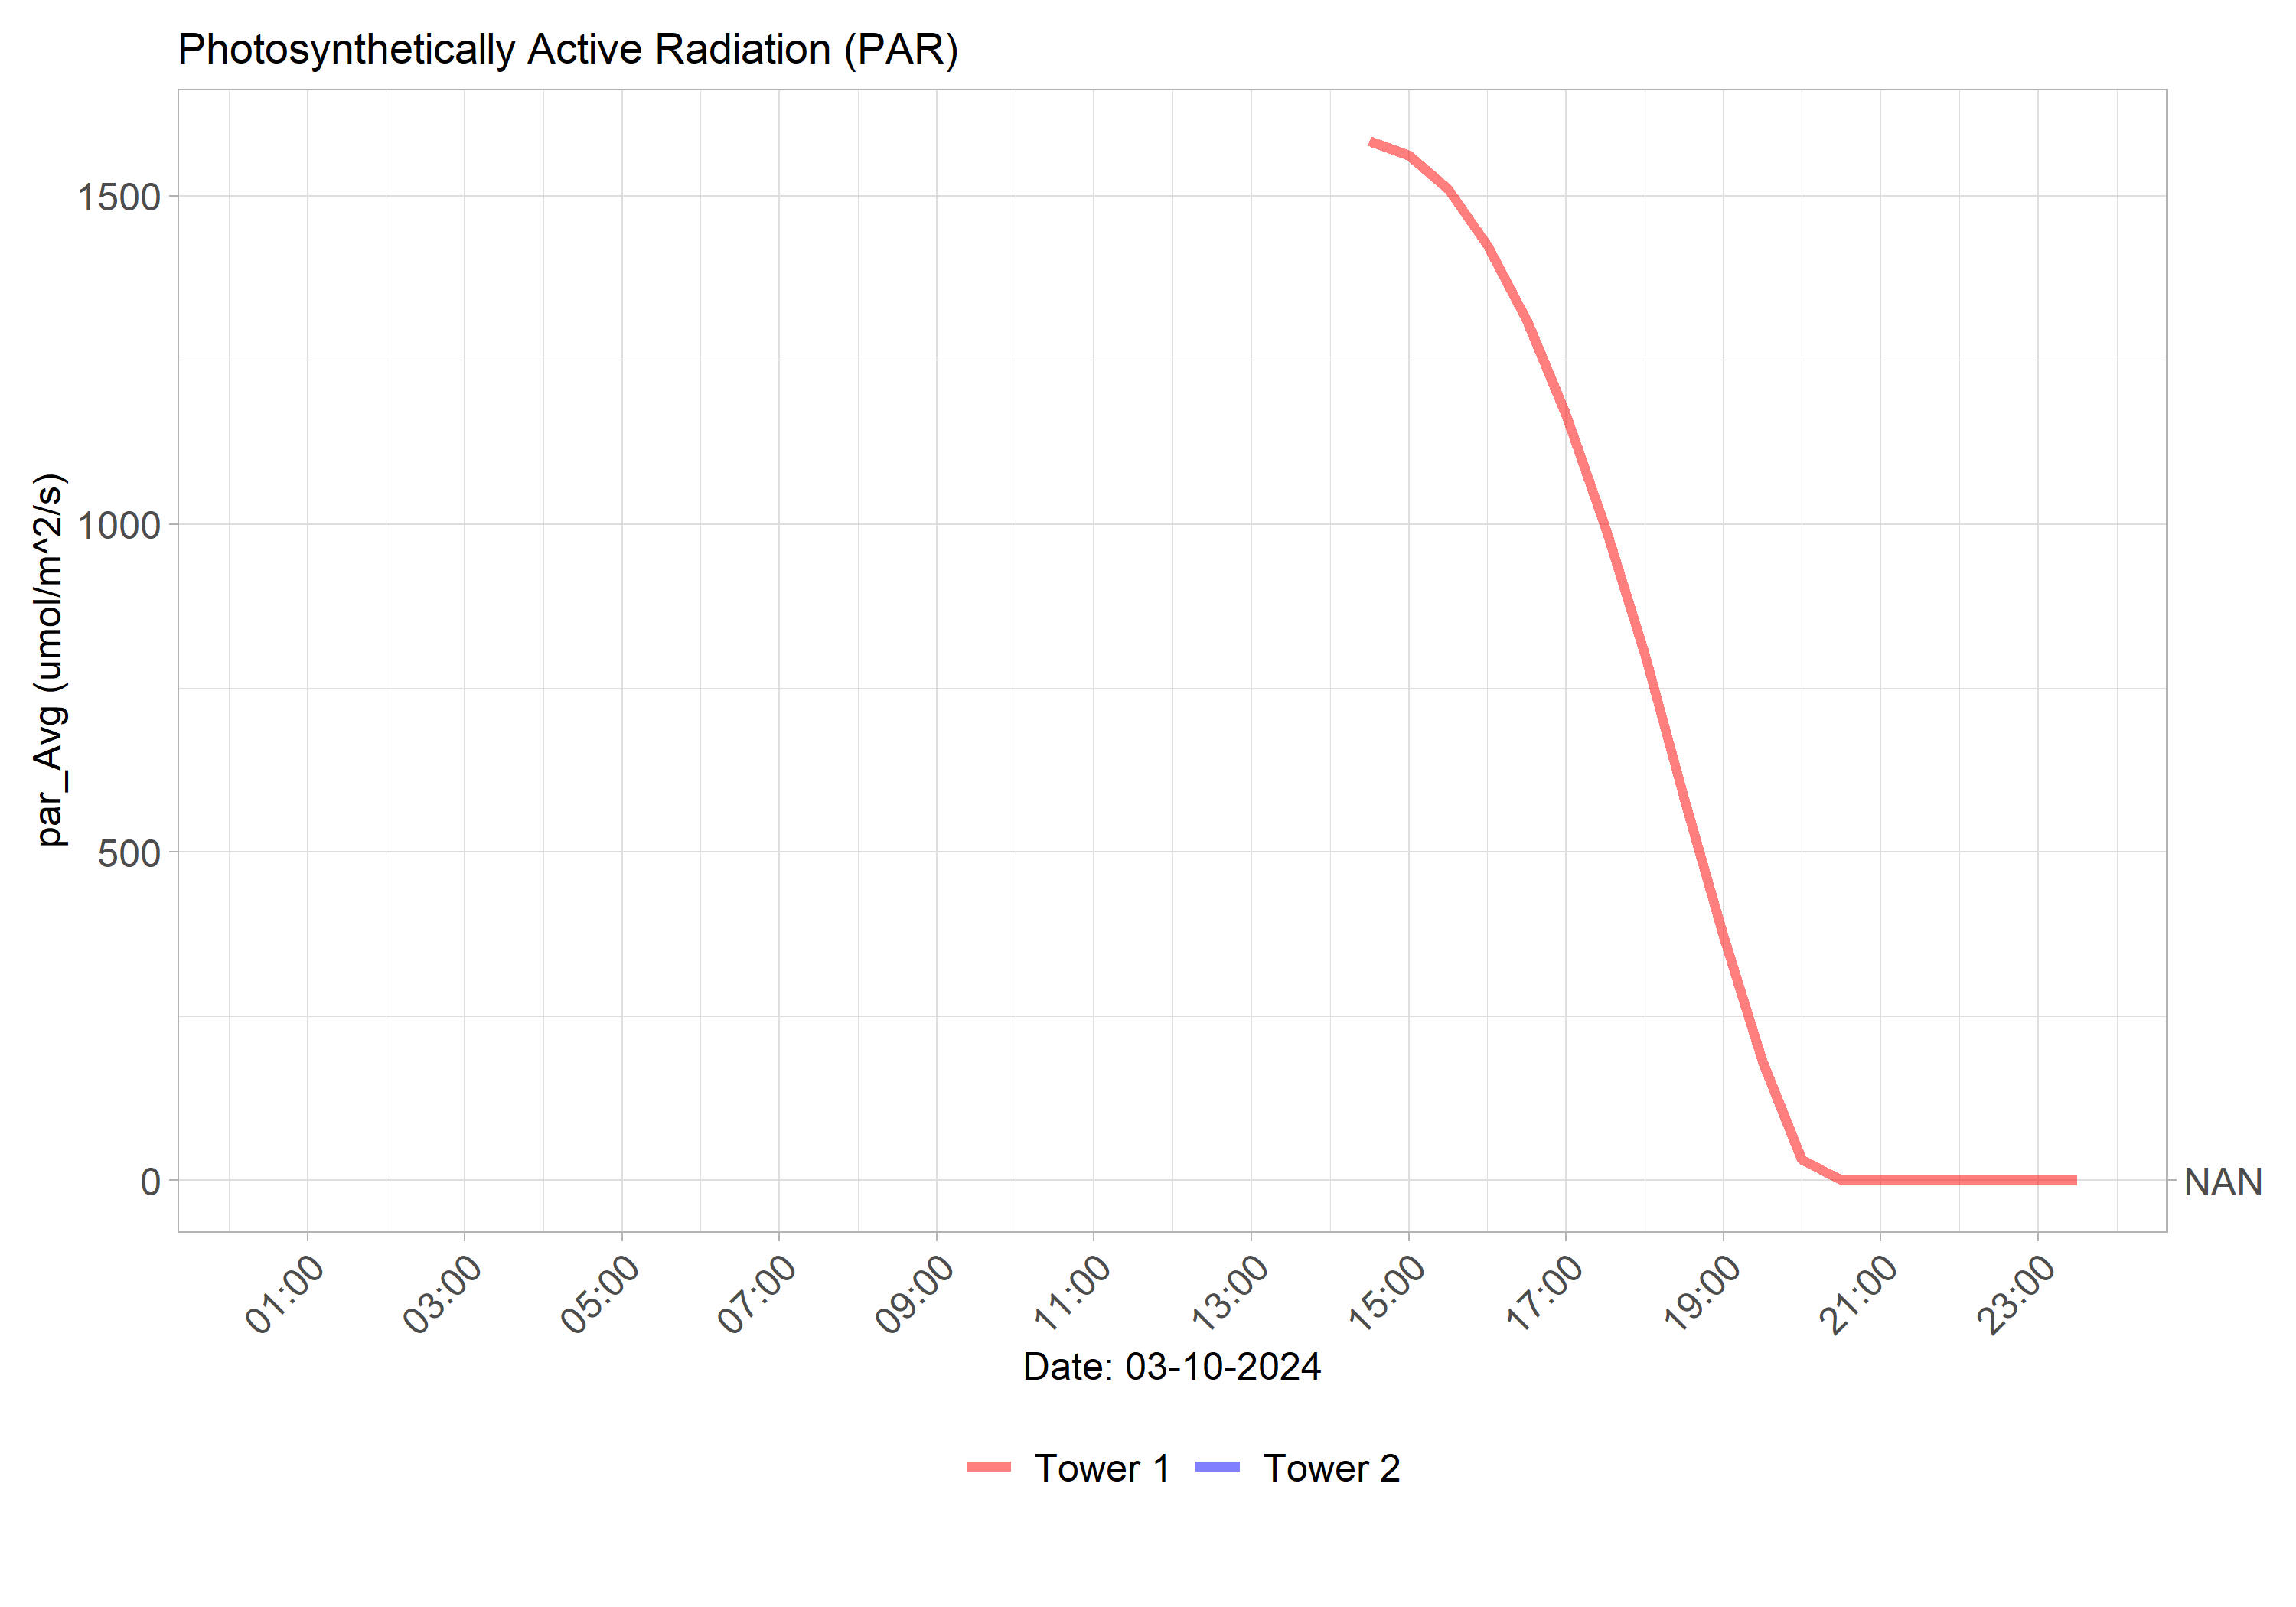 Photosynthetically Active Radiation (PAR)
par_Avg (umol/m^2/s)
1500
1000
500
0
NAN
01:00
03:00
05:00
07:00
09:00
11:00
13:00
15:00
17:00
19:00
21:00
23:00
Date: 03-10-2024
Tower 1
Tower 2